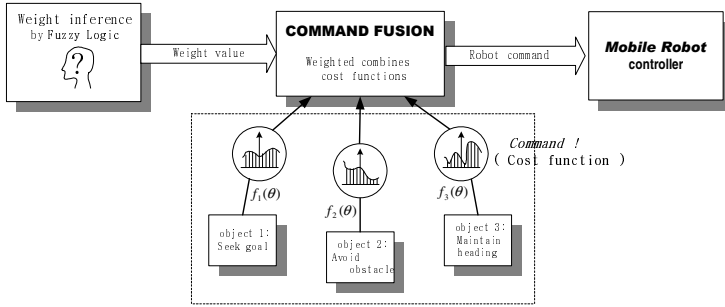 Weight inference
by Fuzzy Logic
?
Weight value
COMMAND FUSION
Weighted combines
cost functions
Robot command
Mobile Robot
controller
Command !
( Cost function )
f₁(θ)
f₂(θ)
f₃(θ)
object 1:
Seek goal
object 2:
Avoid
obstacle
object 3:
Maintain
heading